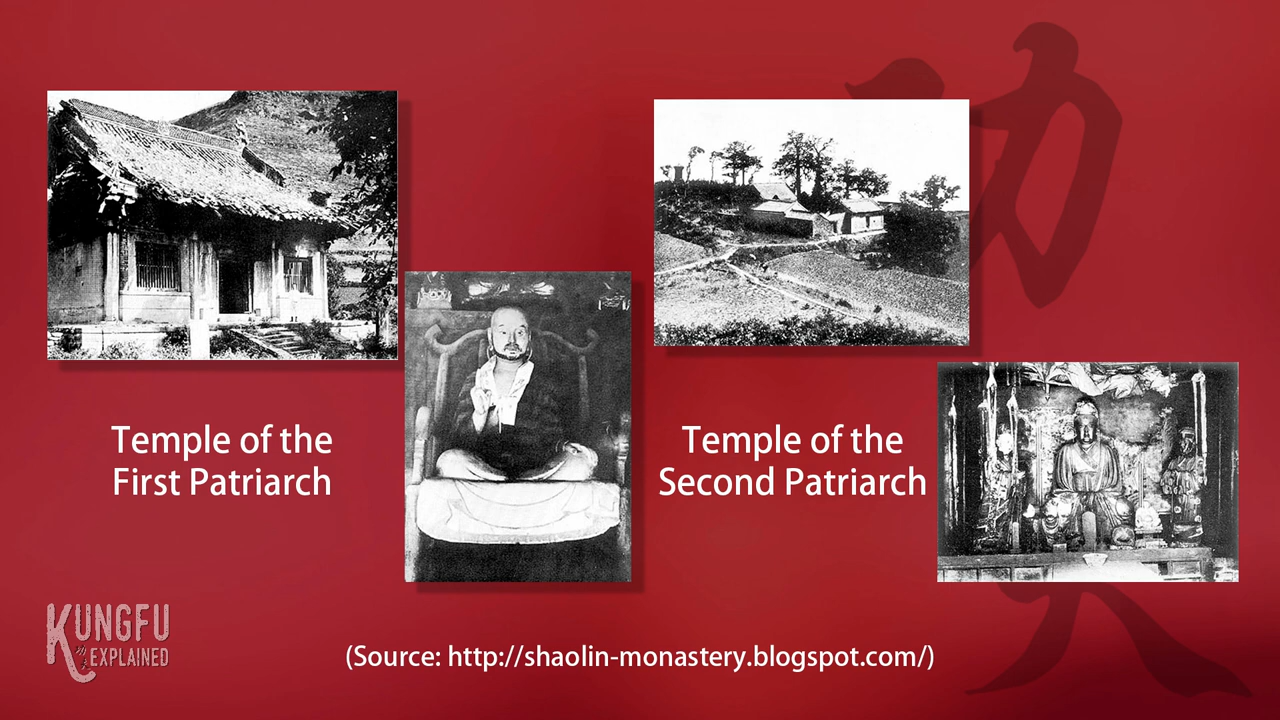 Temple of the
First Patriarch
Temple of the
Second Patriarch
KUNGFU
EXPLAINED
(Source: http://shaolin-monastery.blogspot.com/)